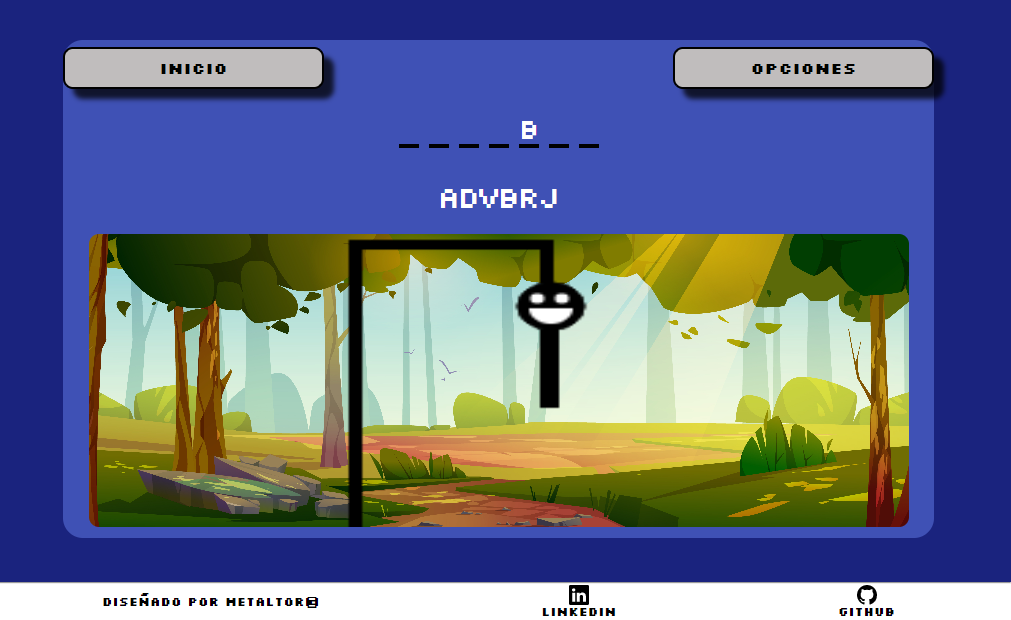 INICIO
OPCIONES
B
ADVBRJ
DISEÑADO POR METALTOR®
LINKEDIN
GITHUB